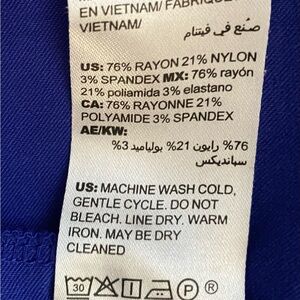 EN VIETNAM/ FABRIQUÉ
VIETNAM/
صنع في فيتنام
US: 76% RAYON 21% NYLON
3% SPANDEX MX: 76% rayón
21% poliamida 3% elastano
CA: 76% RAYONNE 21%
POLYAMIDE 3% SPANDEX
AE/KW:
76% رايون 21% بولياميد 3%
سبانديكس
US: MACHINE WASH COLD,
GENTLE CYCLE. DO NOT
BLEACH. LINE DRY. WARM
IRON. MAY BE DRY
CLEANED
30 P ®